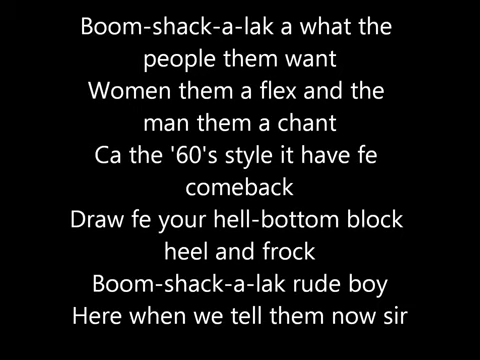 Boom-shack-a-lak a what the
people them want
Women them a flex and the
man them a chant
Ca the '60's style it have fe
comeback
Draw fe your hell-bottom block
heel and frock
Boom-shack-a-lak rude boy
Here when we tell them now sir